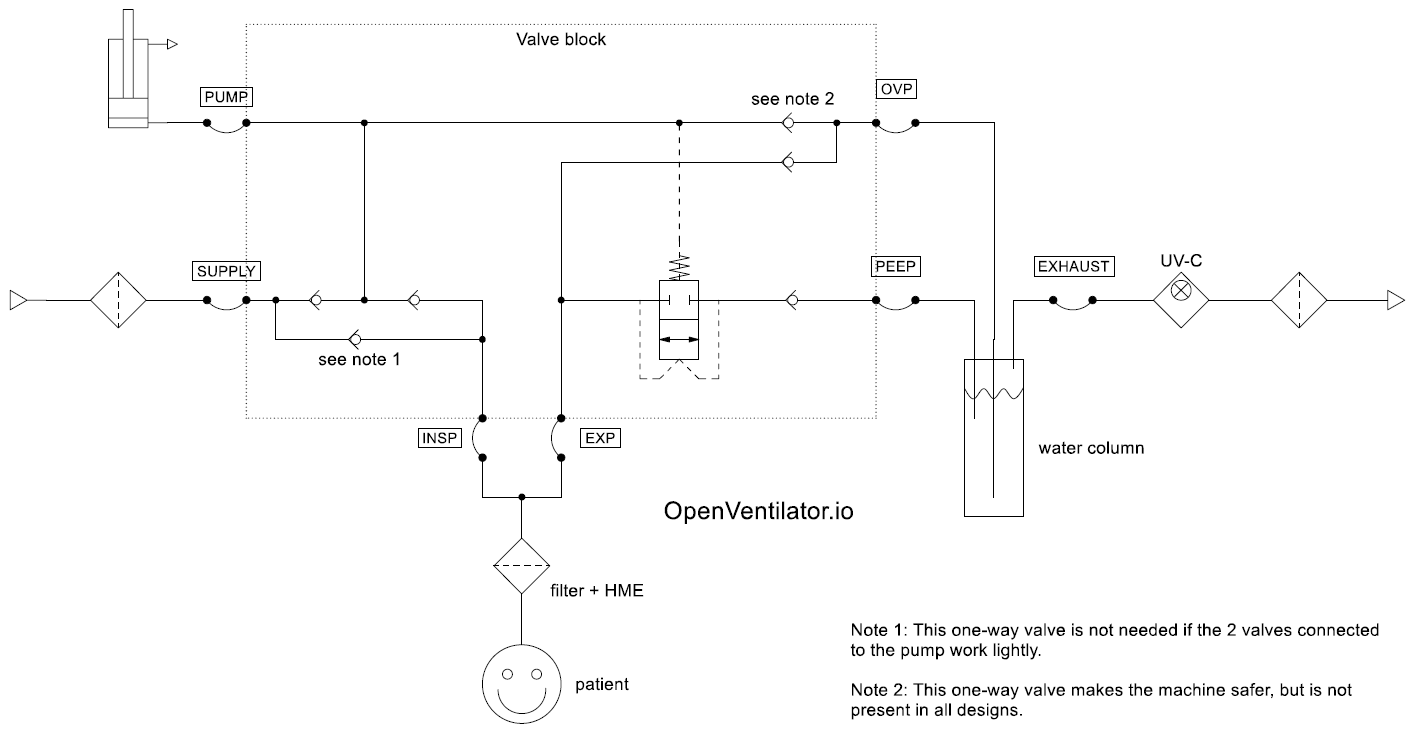 Valve block
PUMP
see note 2
OVP
SUPPLY
PEEP
EXHAUST
UV-C
see note 1
INSP
EXP
water column
OpenVentilator.io
filter + HME
patient
Note 1: This one-way valve is not needed if the 2 valves connected
to the pump work lightly.
Note 2: This one-way valve makes the machine safer, but is not
present in all designs.